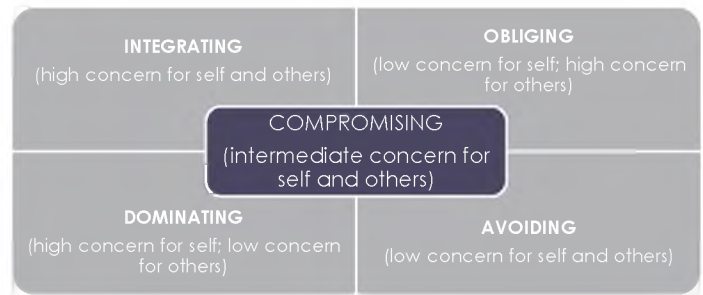 INTEGRATING
(high concern for self and others)
OBLIGING
(low concern for self; high concern
for others)
COMPROMISING
(intermediate concern for
self and others)
DOMINATING
(high concern for self; low concern
for others)
AVOIDING
(low concern for self and others)